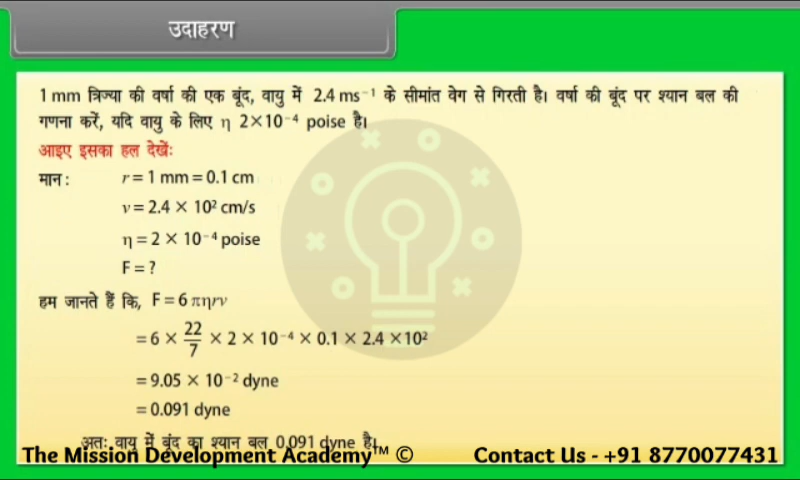 उदाहरण
1 mm त्रिज्या की वर्षा की एक बूंद, वायु में 2.4 ms⁻¹ के सीमांत वेग से गिरती है। वर्षा की बूंद पर श्यान बल की
गणना करें, यदि वायु के लिए η 2×10⁻⁴ poise है।
आइए इसका हल देखें:
मान : r = 1 mm = 0.1 cm
v = 2.4 × 10² cm/s
η = 2 × 10⁻⁴ poise
F = ?
हम जानते हैं कि, F = 6 πηrv
= 6 × 22/7 × 2 × 10⁻⁴ × 0.1 × 2.4 ×10²
= 9.05 × 10⁻² dyne
= 0.091 dyne
अतः वायु में बूंद का श्यान बल 0.091 dyne है।
The Mission Development Academy™ © Contact Us - +91 8770077431